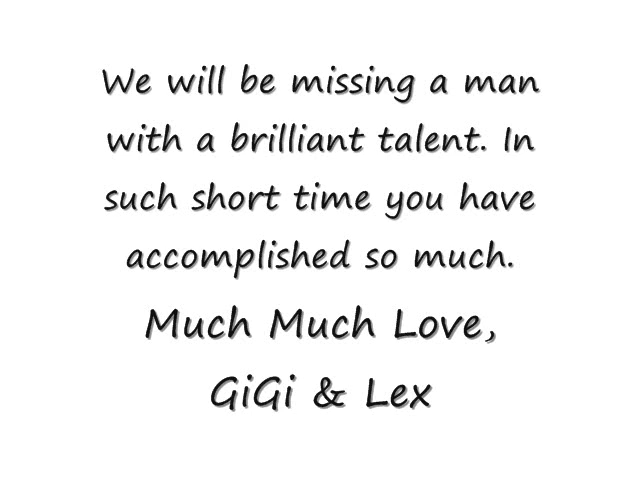 We will be missing a man
with a brilliant talent. In
such short time you have
accomplished so much.
Much Much Love,
GiGi & Lex